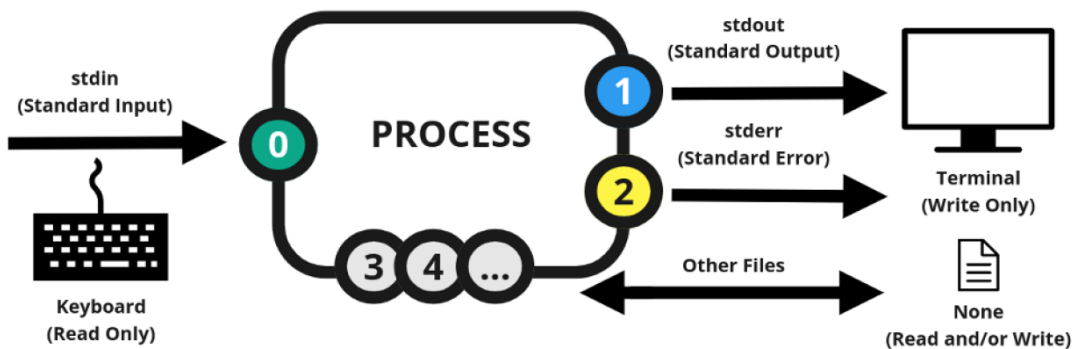 stdin
(Standard Input)
Keyboard
(Read Only)
0
PROCESS
1
2
3 4 ...
stdout
(Standard Output)
stderr
(Standard Error)
Other Files
Terminal
(Write Only)
None
(Read and/or Write)